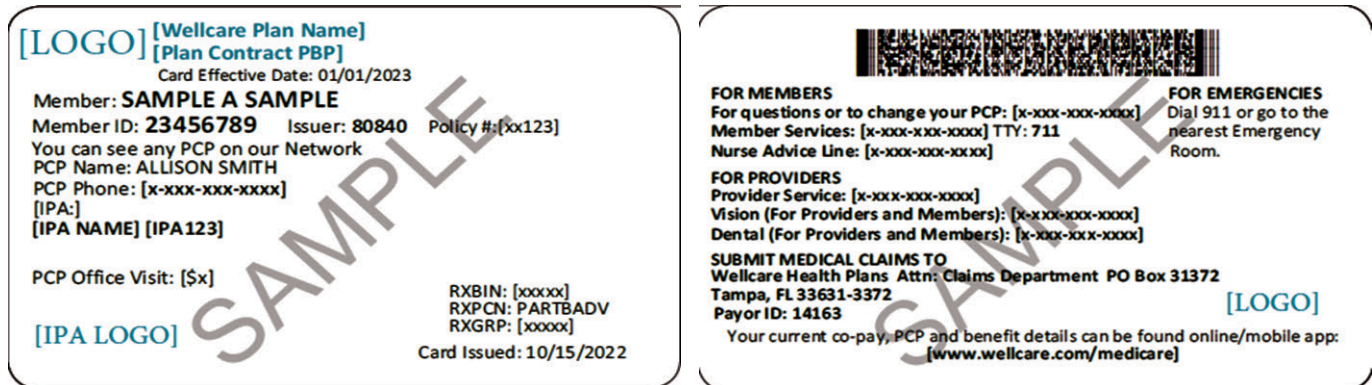 [LOGO]
[Wellcare Plan Name]
[Plan Contract PBP]
Card Effective Date: 01/01/2023
Member: SAMPLE A SAMPLE
Member ID: 23456789 Issuer: 80840 Policy #:[xx123]
You can see any PCP on our Network
PCP Name: ALLISON SMITH
PCP Phone: [x-xxx-xxx-xxxx]
[IPA:]
[IPA NAME] [IPA123]
PCP Office Visit: [$x]
RXBIN: [xxxxx]
RXPCN: PARTBADV
RXGRP: [xxxxx]
[IPA LOGO]
Card Issued: 10/15/2022
SAMPLE
FOR MEMBERS
For questions or to change your PCP: [x-xxx-xxx-xxxx]
Member Services: [x-xxx-xxx-xxxx] TTY: 711
Nurse Advice Line: [x-xxx-xxx-xxxx]
FOR EMERGENCIES
Dial 911 or go to the
nearest Emergency
Room.
FOR PROVIDERS
Provider Service: [x-xxx-xxx-xxxx]
Vision (For Providers and Members): [x-xxx-xxx-xxxx]
Dental (For Providers and Members): [x-xxx-xxx-xxxx]
SUBMIT MEDICAL CLAIMS TO
Wellcare Health Plans Attn: Claims Department PO Box 31372
Tampa, FL 33631-3372
Payor ID: 14163
[LOGO]
Your current co-pay, PCP and benefit details can be found online/mobile app:
[www.wellcare.com/medicare]
SAMPLE